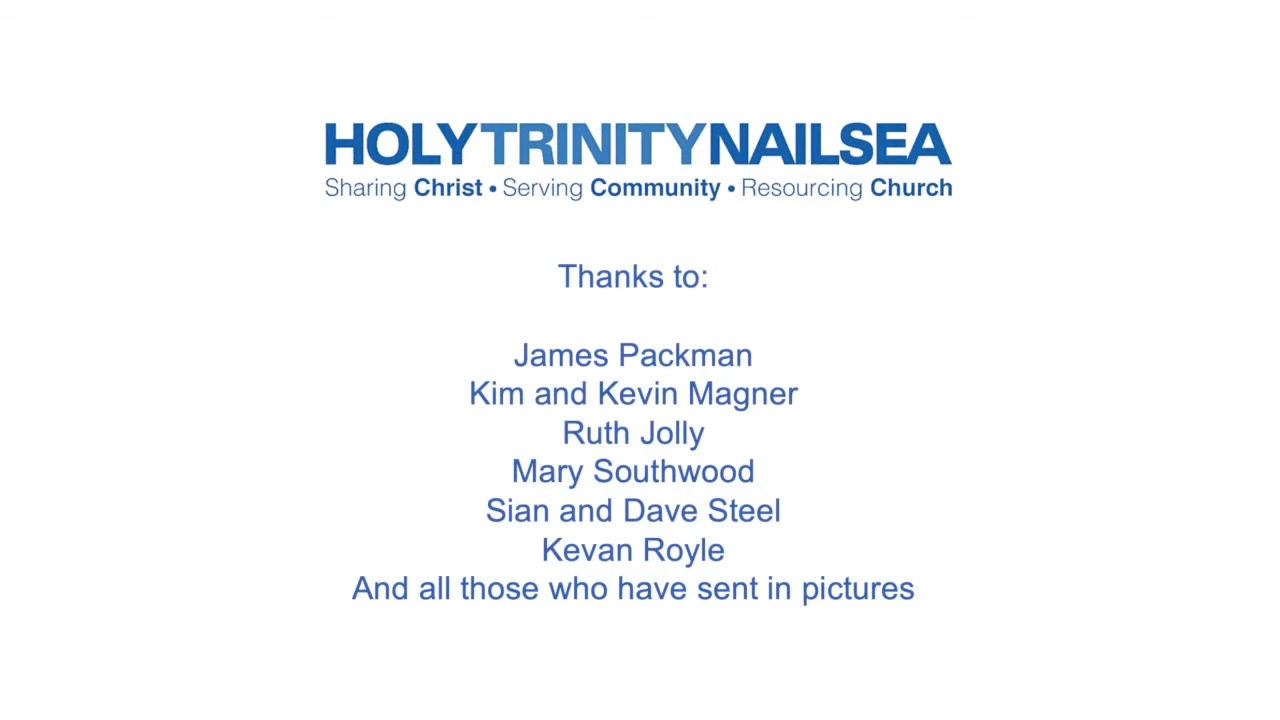 HOLYTRINITYNAILSEA
Sharing Christ • Serving Community • Resourcing Church
Thanks to:
James Packman
Kim and Kevin Magner
Ruth Jolly
Mary Southwood
Sian and Dave Steel
Kevan Royle
And all those who have sent in pictures